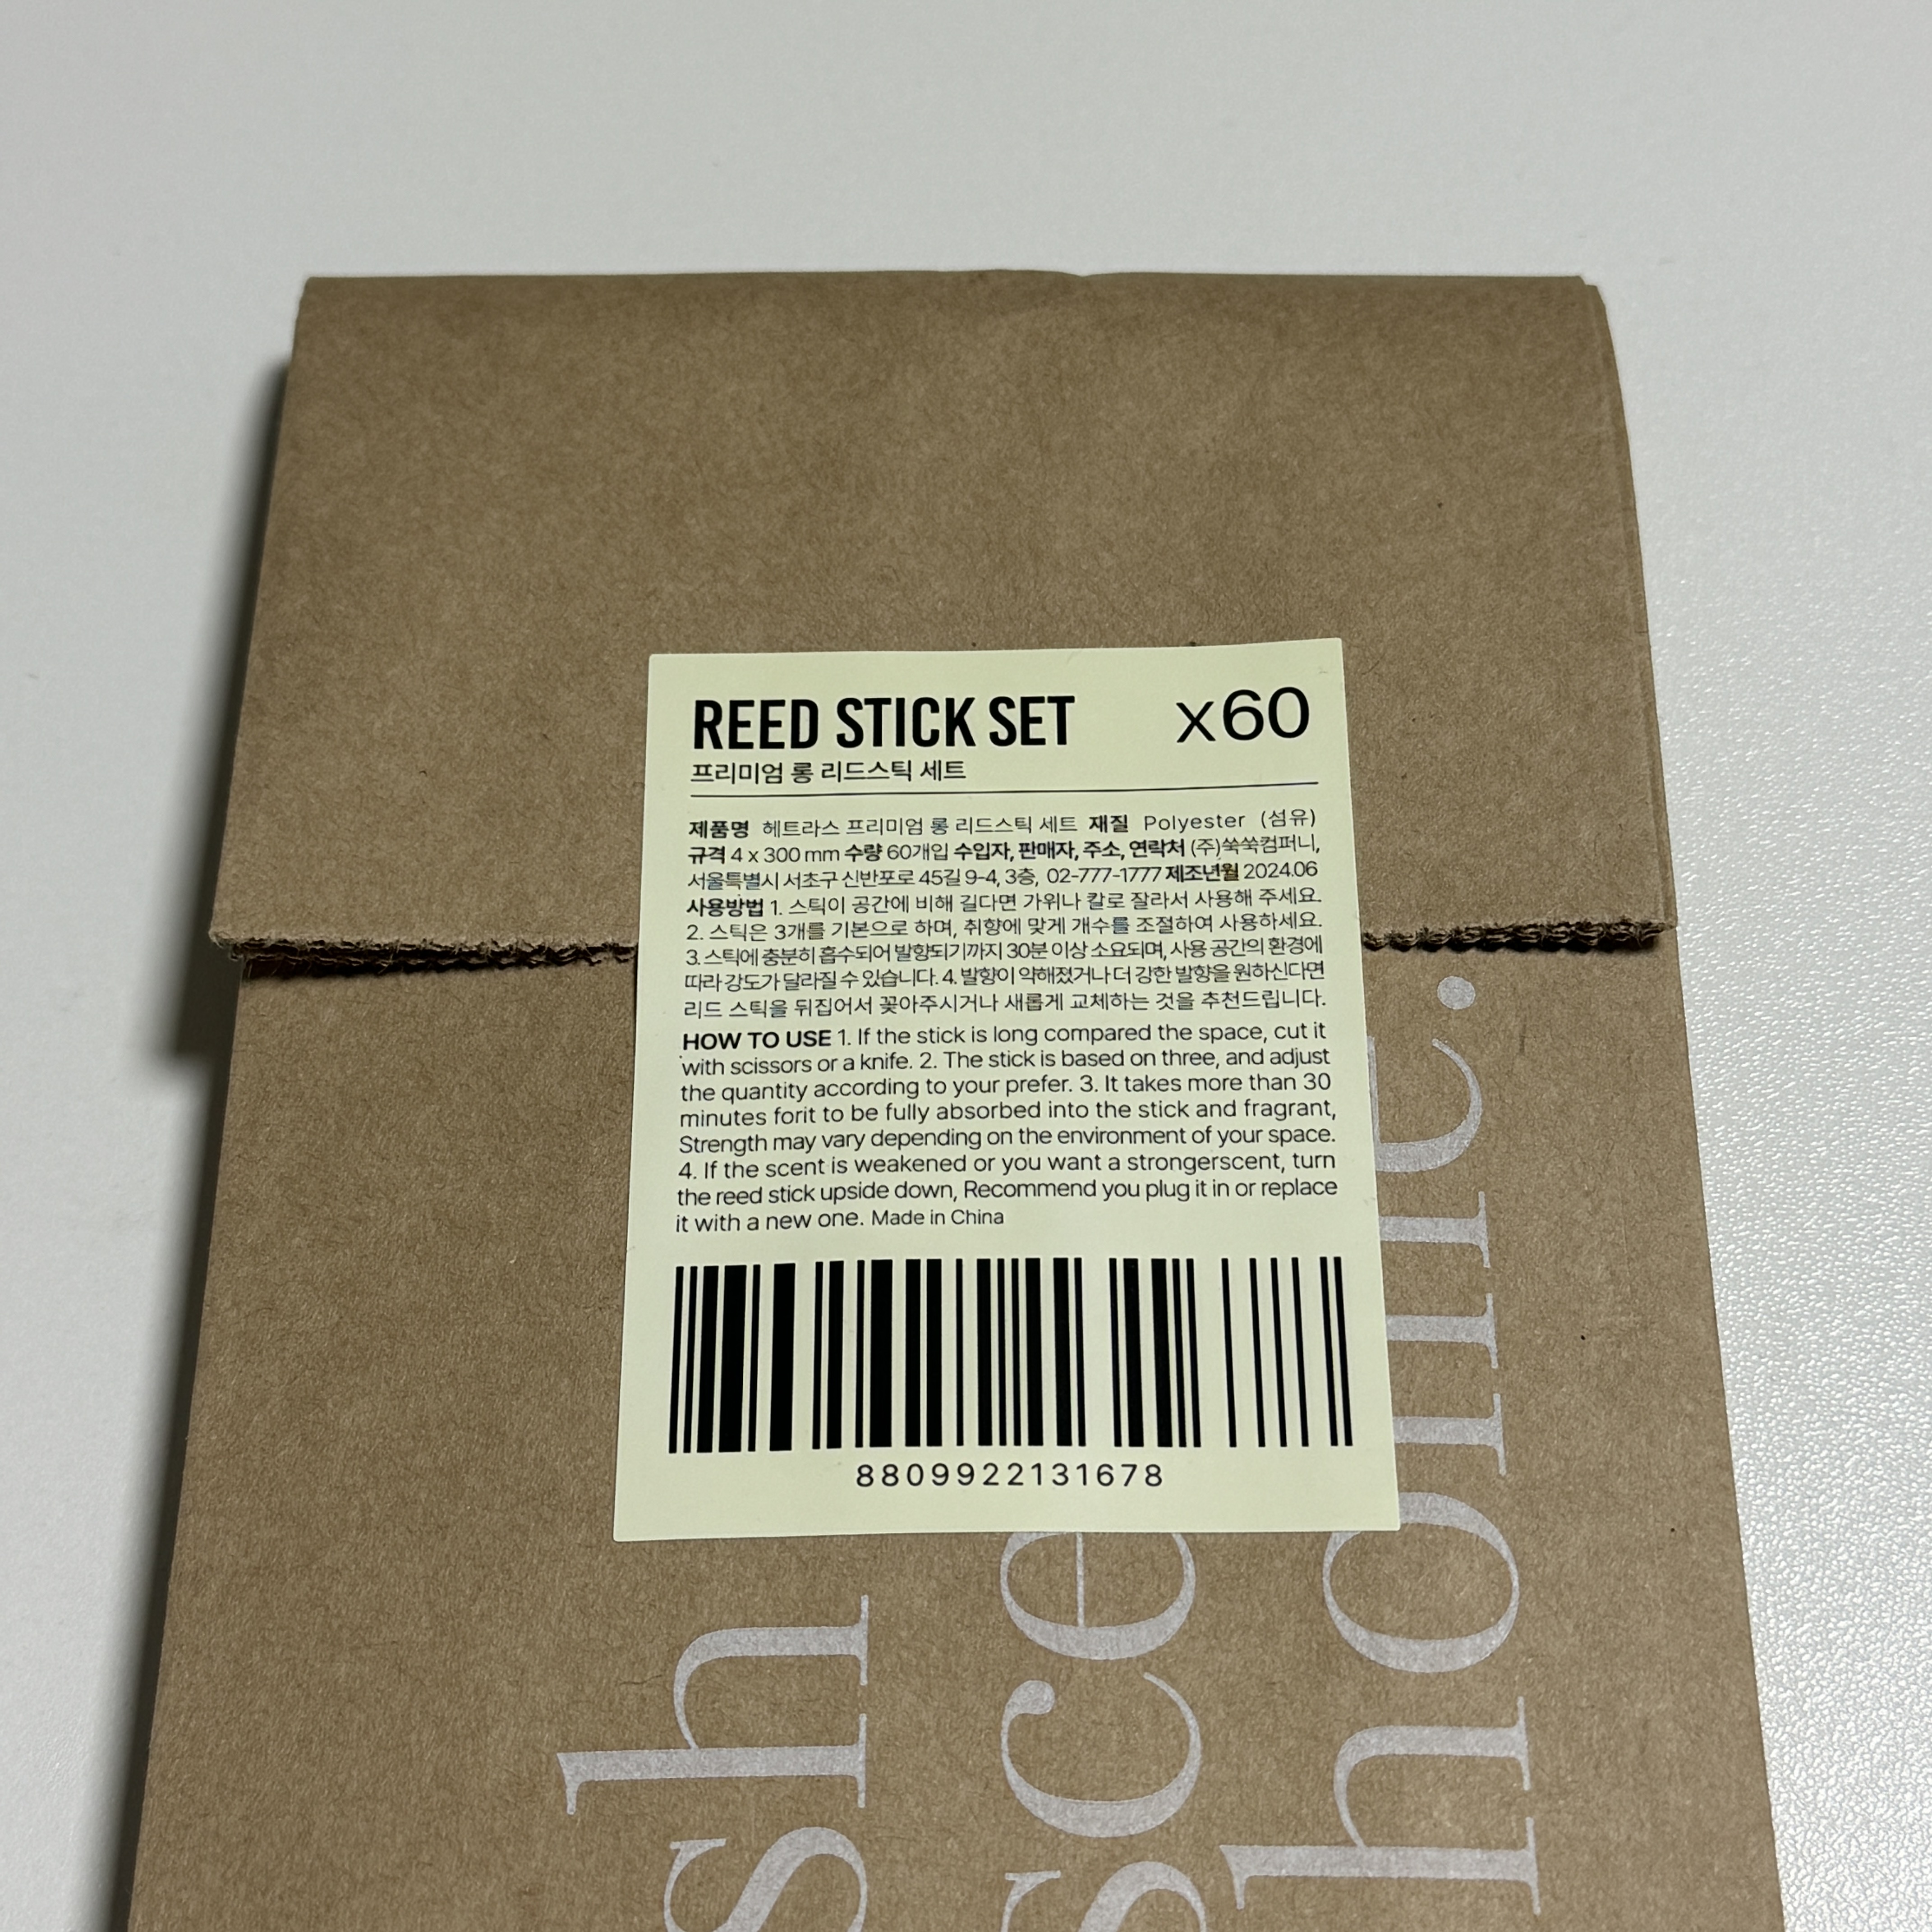 REED STICK SET x60
프리미엄 롱 리드스틱 세트
제품명 헤트라스 프리미엄 롱 리드스틱 세트 재질 Polyester (섬유)
규격 4 x 300 mm 수량 60개입 수입자, 판매자, 주소, 연락처 (주)쑥쑥컴퍼니,
서울특별시 서초구 신반포로 45길 9-4, 3층, 02-777-1777 제조년월 2024.06
사용방법 1. 스틱이 공간에 비해 길다면 가위나 칼로 잘라서 사용해 주세요.
2. 스틱은 3개를 기본으로 하며, 취향에 맞게 개수를 조절하여 사용하세요.
3. 스틱에 충분히 흡수되어 발향되기까지 30분 이상 소요되며, 사용 공간의 환경에
따라 강도가 달라질 수 있습니다. 4. 발향이 약해졌거나 더 강한 발향을 원하신다면
리드 스틱을 뒤집어서 꽂아주시거나 새롭게 교체하는 것을 추천드립니다.
HOW TO USE 1. If the stick is long compared the space, cut it
with scissors or a knife. 2. The stick is based on three, and adjust
the quantity according to your prefer. 3. It takes more than 30
minutes forit to be fully absorbed into the stick and fragrant,
Strength may vary depending on the environment of your space.
4. If the scent is weakened or you want a strongerscent, turn
the reed stick upside down, Recommend you plug it in or replace
it with a new one. Made in China
8809922131678